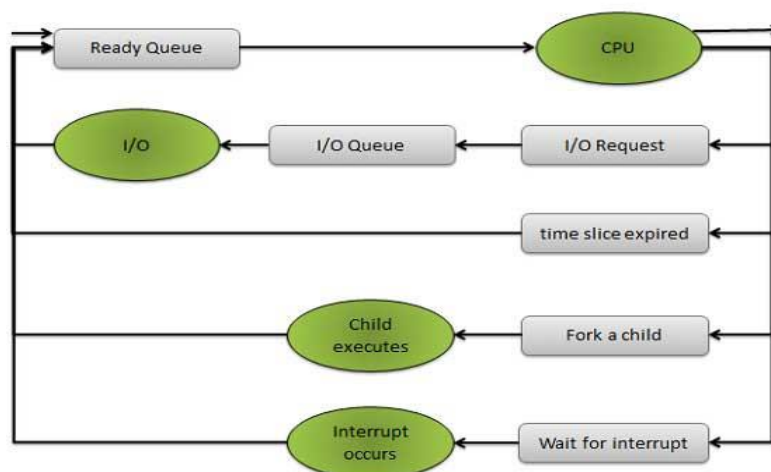 Ready Queue
CPU
I/O
I/O Queue
I/O Request
time slice expired
Child
executes
Fork a child
Interrupt
occurs
Wait for interrupt